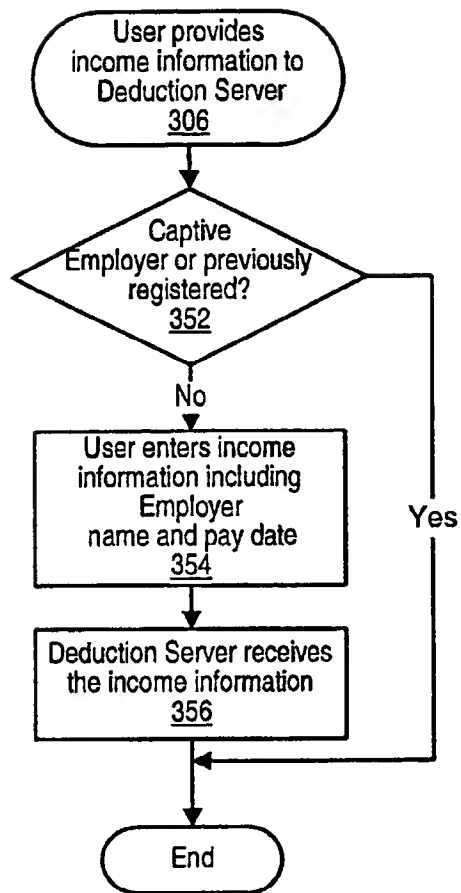 User provides
income information to
Deduction Server
306
Captive
Employer or previously
registered?
352
No
User enters income
information including
Employer
name and pay date
354
Yes
Deduction Server receives
the income information
356
End